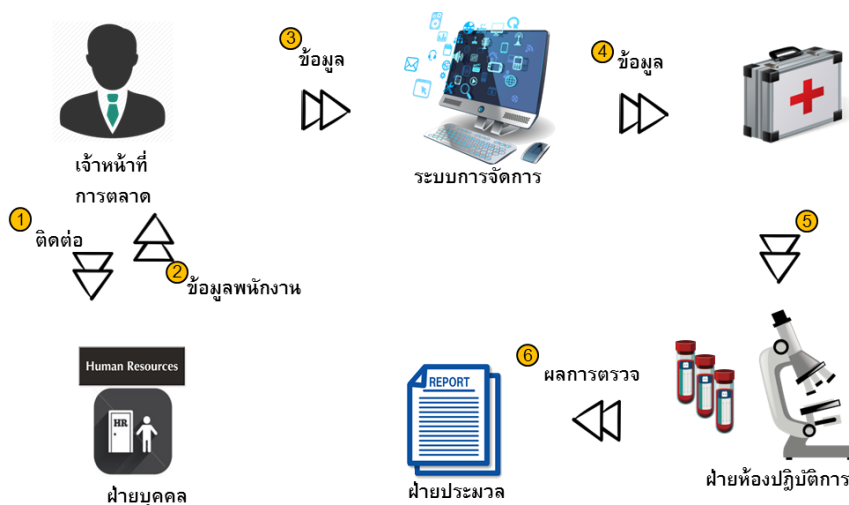 3
ข้อมูล
4
ข้อมูล
เจ้าหน้าที่
การตลาด
ระบบการจัดการ
1
ติดต่อ
2
ข้อมูลพนักงาน
5
Human Resources
HR
ฝ่ายบุคคล
REPORT
ฝ่ายประมวล
6
ผลการตรวจ
ฝ่ายห้องปฎิบัติการ